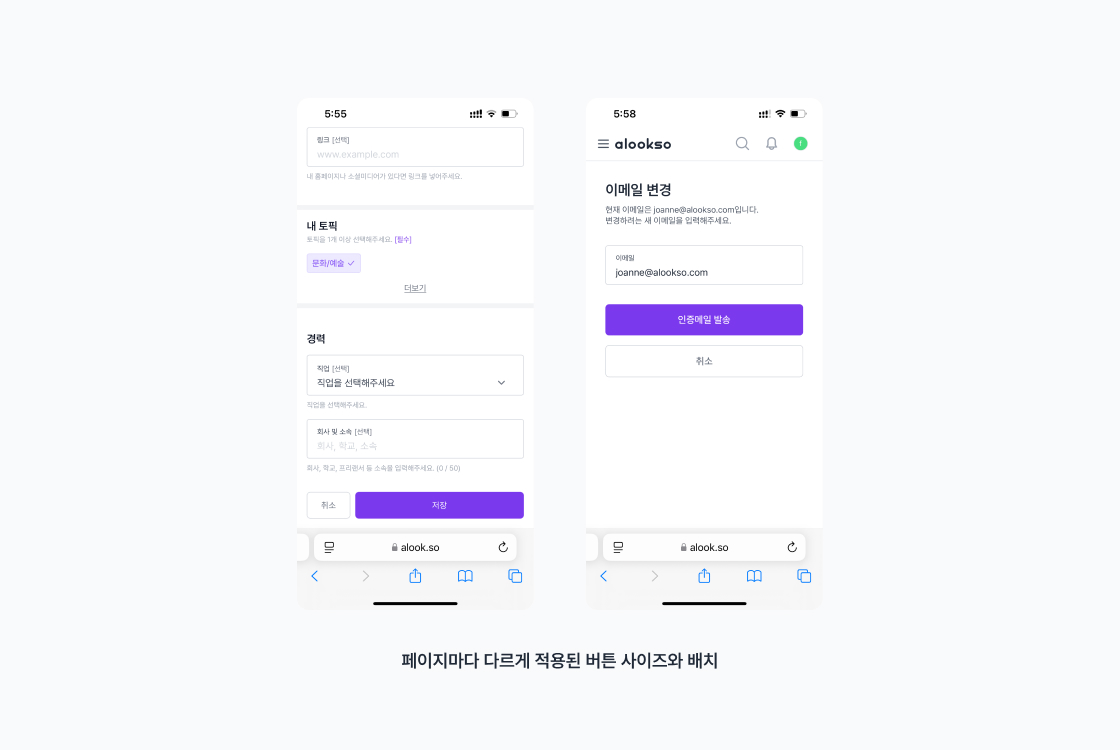 5:55
링크 [선택]
www.example.com
내 홈페이지나 소셜미디어가 있다면 링크를 넣어주세요.
내 토픽
토픽을 1개 이상 선택해주세요. [필수]
문화/예술
더보기
경력
직업 [선택]
직업을 선택해주세요
직업을 선택해주세요.
회사 및 소속 [선택]
회사, 학교, 소속
회사, 학교, 프리랜서 등 소속을 입력해주세요. (0 / 50)
취소
저장
alook.so
5:58
alookso
이메일 변경
현재 이메일은 joanne@alookso.com입니다.
변경하려는 새 이메일을 입력해주세요.
이메일
joanne@alookso.com
인증메일 발송
취소
alook.so
페이지마다 다르게 적용된 버튼 사이즈와 배치